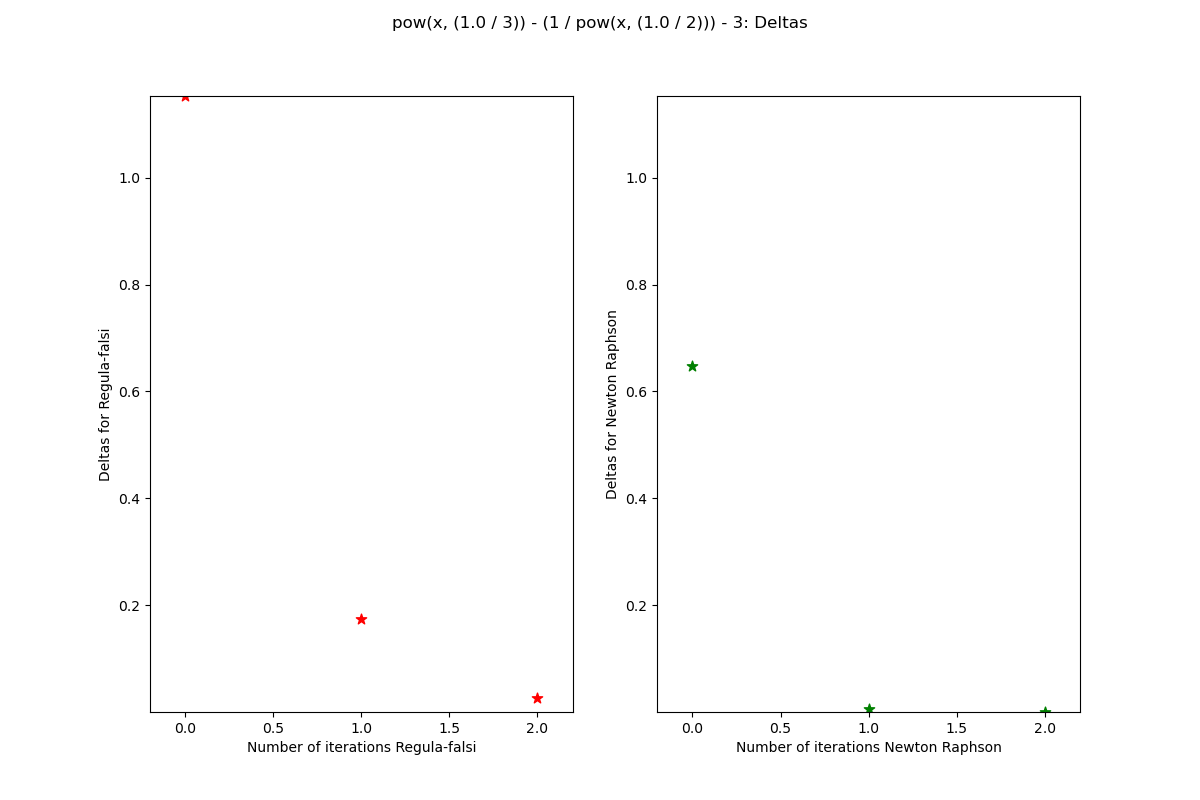 pow(x, (1.0 / 3)) - (1 / pow(x, (1.0 / 2))) - 3: Deltas
1.0
0.8
0.6
0.4
0.2
Deltas for Regula-falsi
0.0 0.5 1.0 1.5 2.0
Number of iterations Regula-falsi
1.0
0.8
0.6
0.4
0.2
Deltas for Newton Raphson
0.0 0.5 1.0 1.5 2.0
Number of iterations Newton Raphson